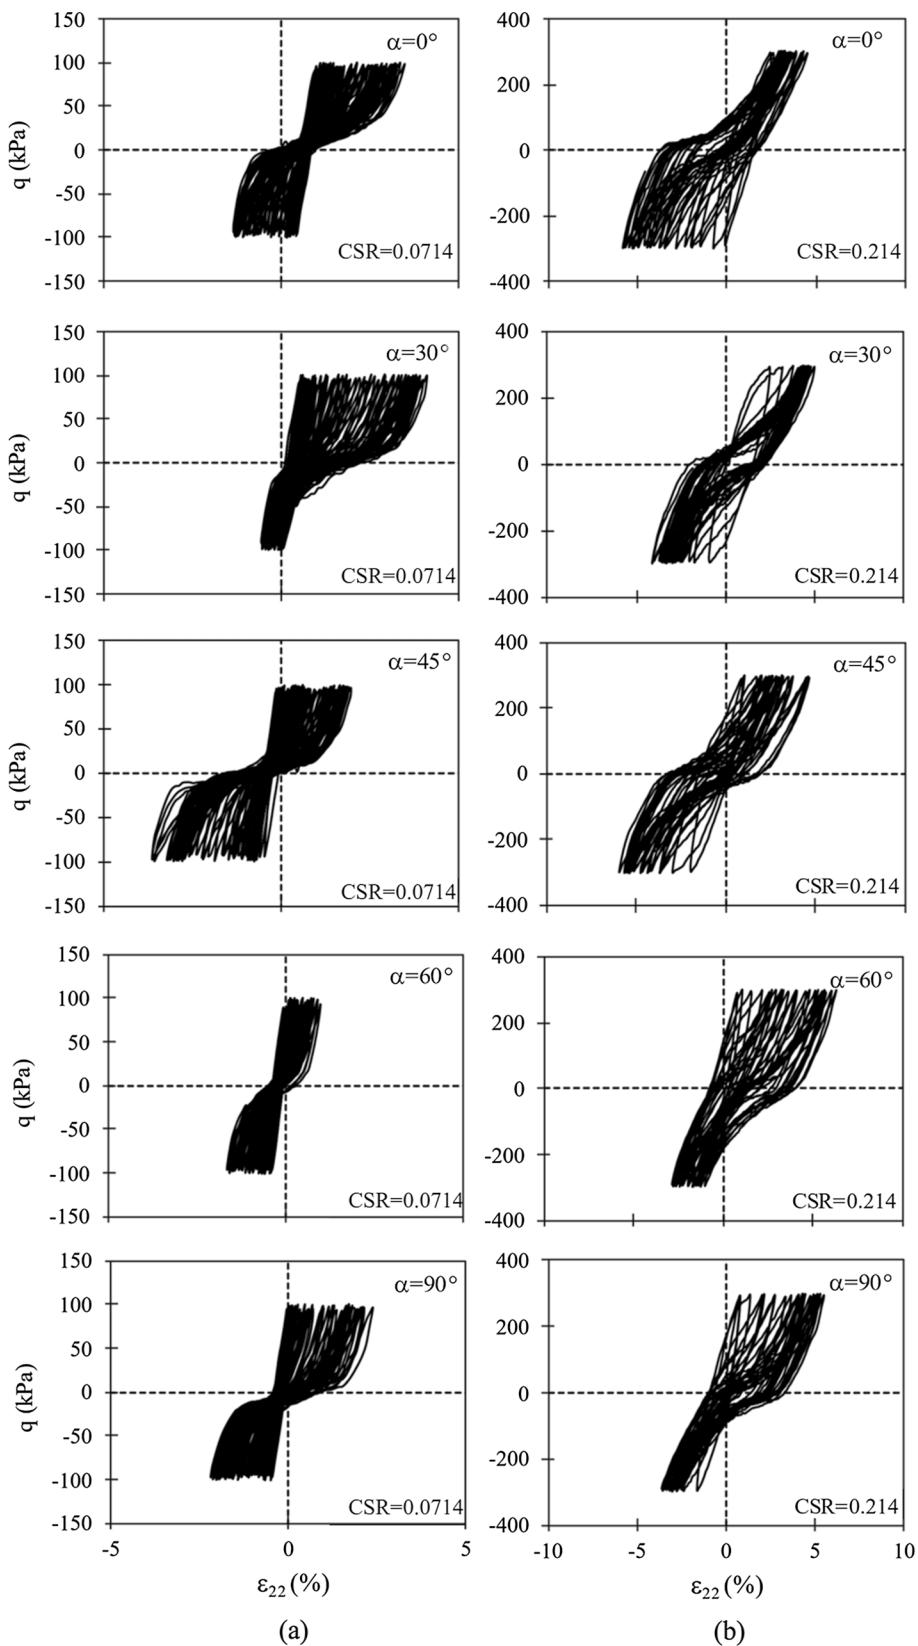 150
100
50
0
-50
-100
-150
q (kPa)
α=0°
CSR=0.0714
400
200
0
-200
-400
α=0°
CSR=0.214
150
100
50
0
-50
-100
-150
q (kPa)
α=30°
CSR=0.0714
400
200
0
-200
-400
α=30°
CSR=0.214
150
100
50
0
-50
-100
-150
q (kPa)
α=45°
CSR=0.0714
400
200
0
-200
-400
α=45°
CSR=0.214
150
100
50
0
-50
-100
-150
q (kPa)
α=60°
CSR=0.0714
400
200
0
-200
-400
α=60°
CSR=0.214
150
100
50
0
-50
-100
-150
q (kPa)
α=90°
CSR=0.0714
-5 0 5
ε₂₂ (%)
(a)
400
200
0
-200
-400
α=90°
CSR=0.214
-10 -5 0 5 10
ε₂₂ (%)
(b)